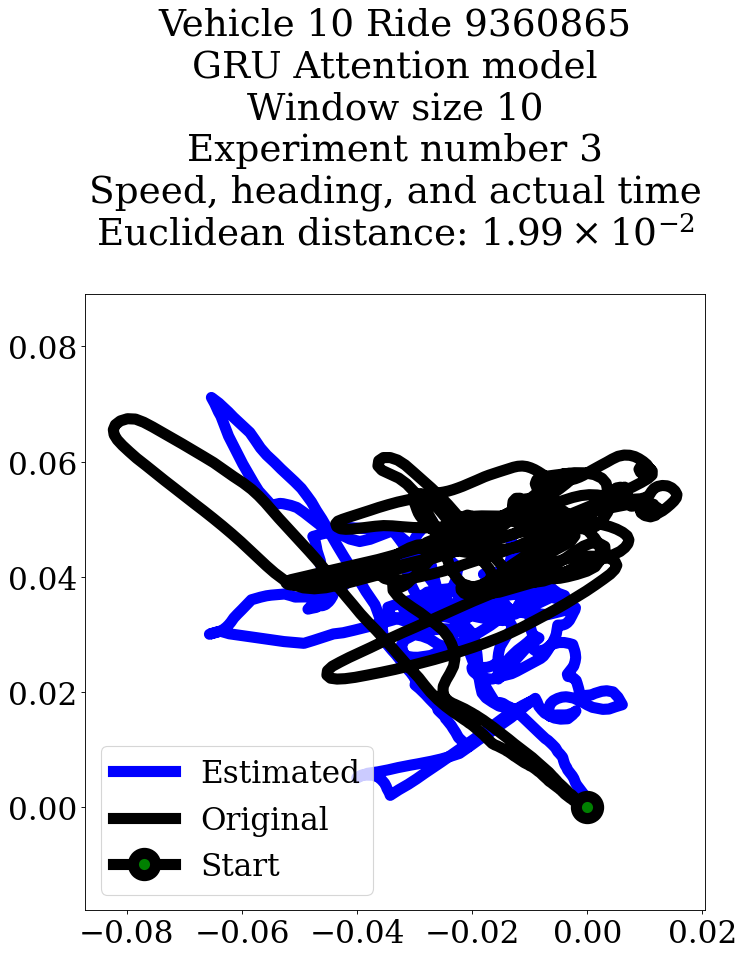 Vehicle 10 Ride 9360865
GRU Attention model
Window size 10
Experiment number 3
Speed, heading, and actual time
Euclidean distance: 1.99 × 10⁻²
0.08
0.06
0.04
0.02
0.00
Estimated
Original
Start
−0.08 −0.06 −0.04 −0.02 0.00 0.02